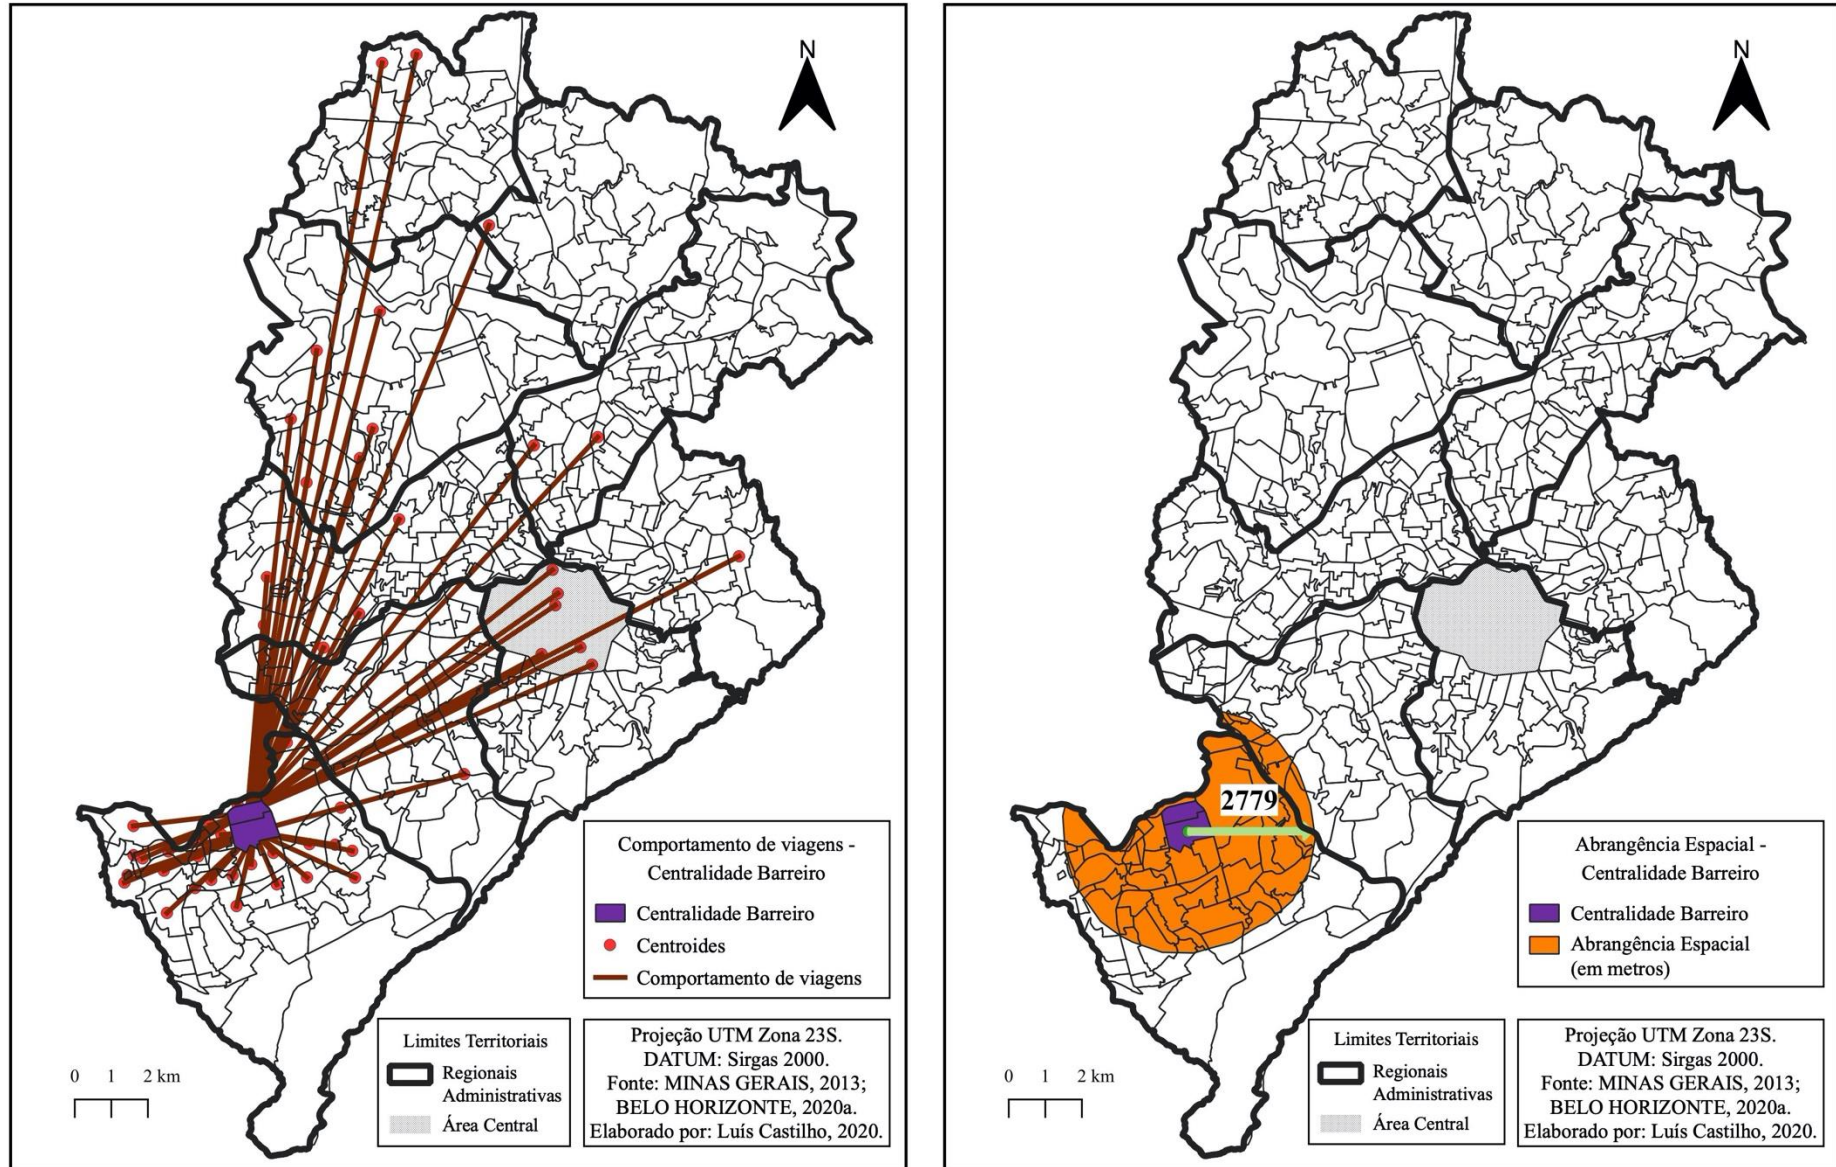 N
Comportamento de viagens -
Centralidade Barreiro
Centralidade Barreiro
Centroides
Comportamento de viagens
Limites Territoriais
Regionais
Administrativas
Área Central
Projeção UTM Zona 23S.
DATUM: Sirgas 2000.
Fonte: MINAS GERAIS, 2013;
BELO HORIZONTE, 2020a.
Elaborado por: Luís Castilho, 2020.
0 1 2 km
N
2779
Abrangência Espacial -
Centralidade Barreiro
Centralidade Barreiro
Abrangência Espacial
(em metros)
Limites Territoriais
Regionais
Administrativas
Área Central
Projeção UTM Zona 23S.
DATUM: Sirgas 2000.
Fonte: MINAS GERAIS, 2013;
BELO HORIZONTE, 2020a.
Elaborado por: Luís Castilho, 2020.
0 1 2 km